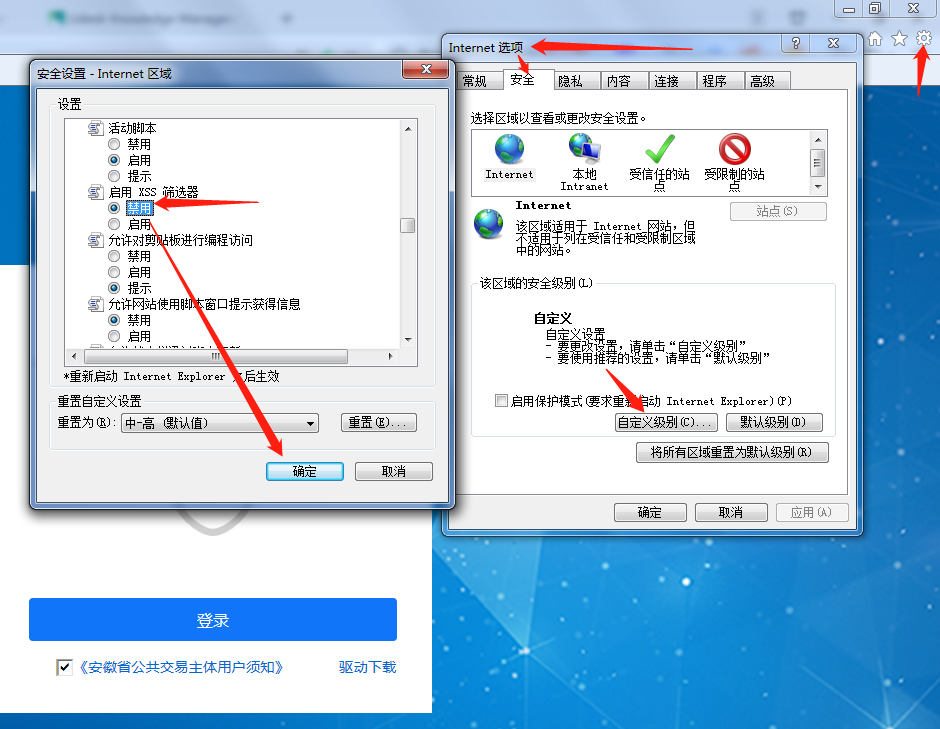 Internet 选项
安全设置 - Internet 区域
常规
安全
隐私
内容
连接
程序
高级
设置
活动脚本
禁用
启用
提示
启用 XSS 筛选器
禁用
启用
允许对剪贴板进行编程访问
禁用
启用
提示
允许网站使用脚本窗口提示获得信息
禁用
启用
*重新启动 Internet Explorer 之后生效
重置自定义设置
重置为(R):
中-高 (默认值)
重置(E)...
确定
取消
选择区域以查看或更改安全设置。
Internet
本地
Intranet
受信任的站
点
受限制的站
点
Internet
站点(S)
该区域适用于 Internet 网站，但
不适用于列在受信任和受限制区域
中的网站。
该区域的安全级别(L)
自定义
自定义设置
- 要更改设置，请单击“自定义级别”
- 要使用推荐的设置，请单击“默认级别”
启用保护模式(要求重新启动 Internet Explorer)(P)
自定义级别(C)...
默认级别(D)
将所有区域重置为默认级别(R)
确定
取消
应用(A)
登录
《安徽省公共交易主体用户须知》
驱动下载